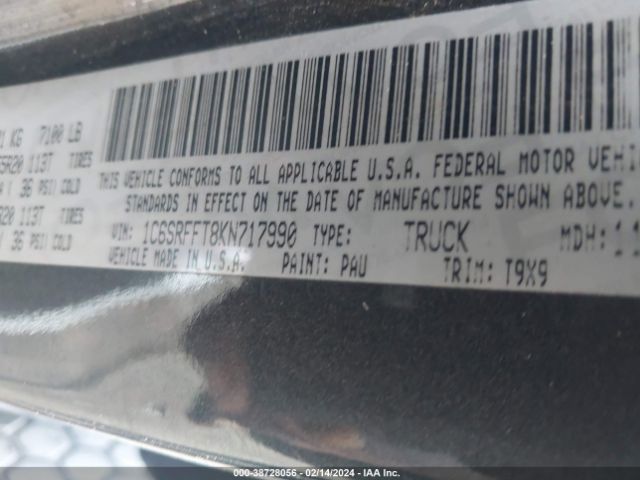 KG 7100 LB
5R20 113T TIRES
36 PSI/COLD
R20 113T TIRES
36 PSI/ COLD
THIS VEHICLE CONFORMS TO ALL APPLICABLE U.S.A. FEDERAL MOTOR VEHI
STANDARDS IN EFFECT ON THE DATE OF MANUFACTURE SHOWN ABOVE.
VIN: 1C6SRFFT8KN717990 TYPE: TRUCK MDH: 11
VEHICLE MADE IN U.S.A. PAINT: PAU TRIM: T9X9
000-38728056 - 02/14/2024 - IAA Inc.